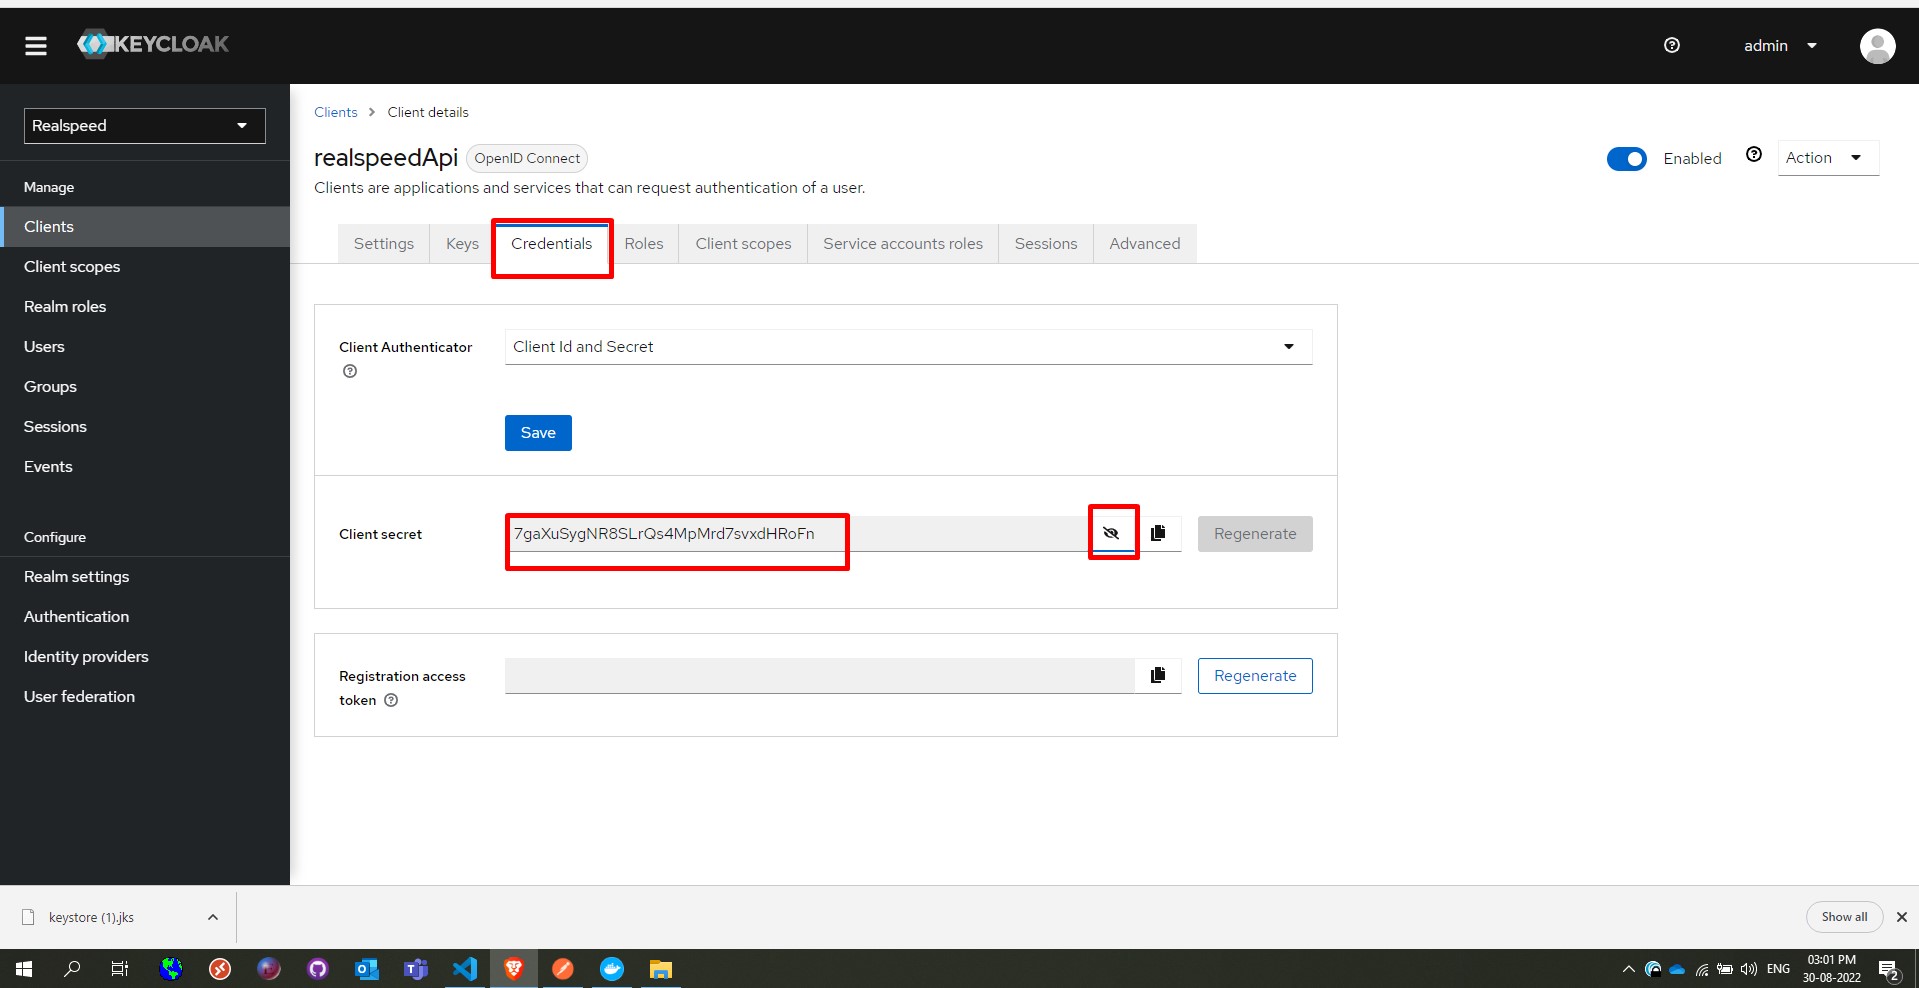 KEYCLOAK
admin
Realspeed
Manage
Clients
Client scopes
Realm roles
Users
Groups
Sessions
Events
Configure
Realm settings
Authentication
Identity providers
User federation
Clients > Client details
realspeedApi OpenID Connect
Enabled
Action
Clients are applications and services that can request authentication of a user.
Settings Keys Credentials Roles Client scopes Service accounts roles Sessions Advanced
Client Authenticator
Client Id and Secret
Save
Client secret
7gaXuSygNR8SLrQs4MpMrd7svxdHRoFn
Regenerate
Registration access
token
Regenerate
keystore (1).jks
Show all
ENG
03:01 PM
30-08-2022
2